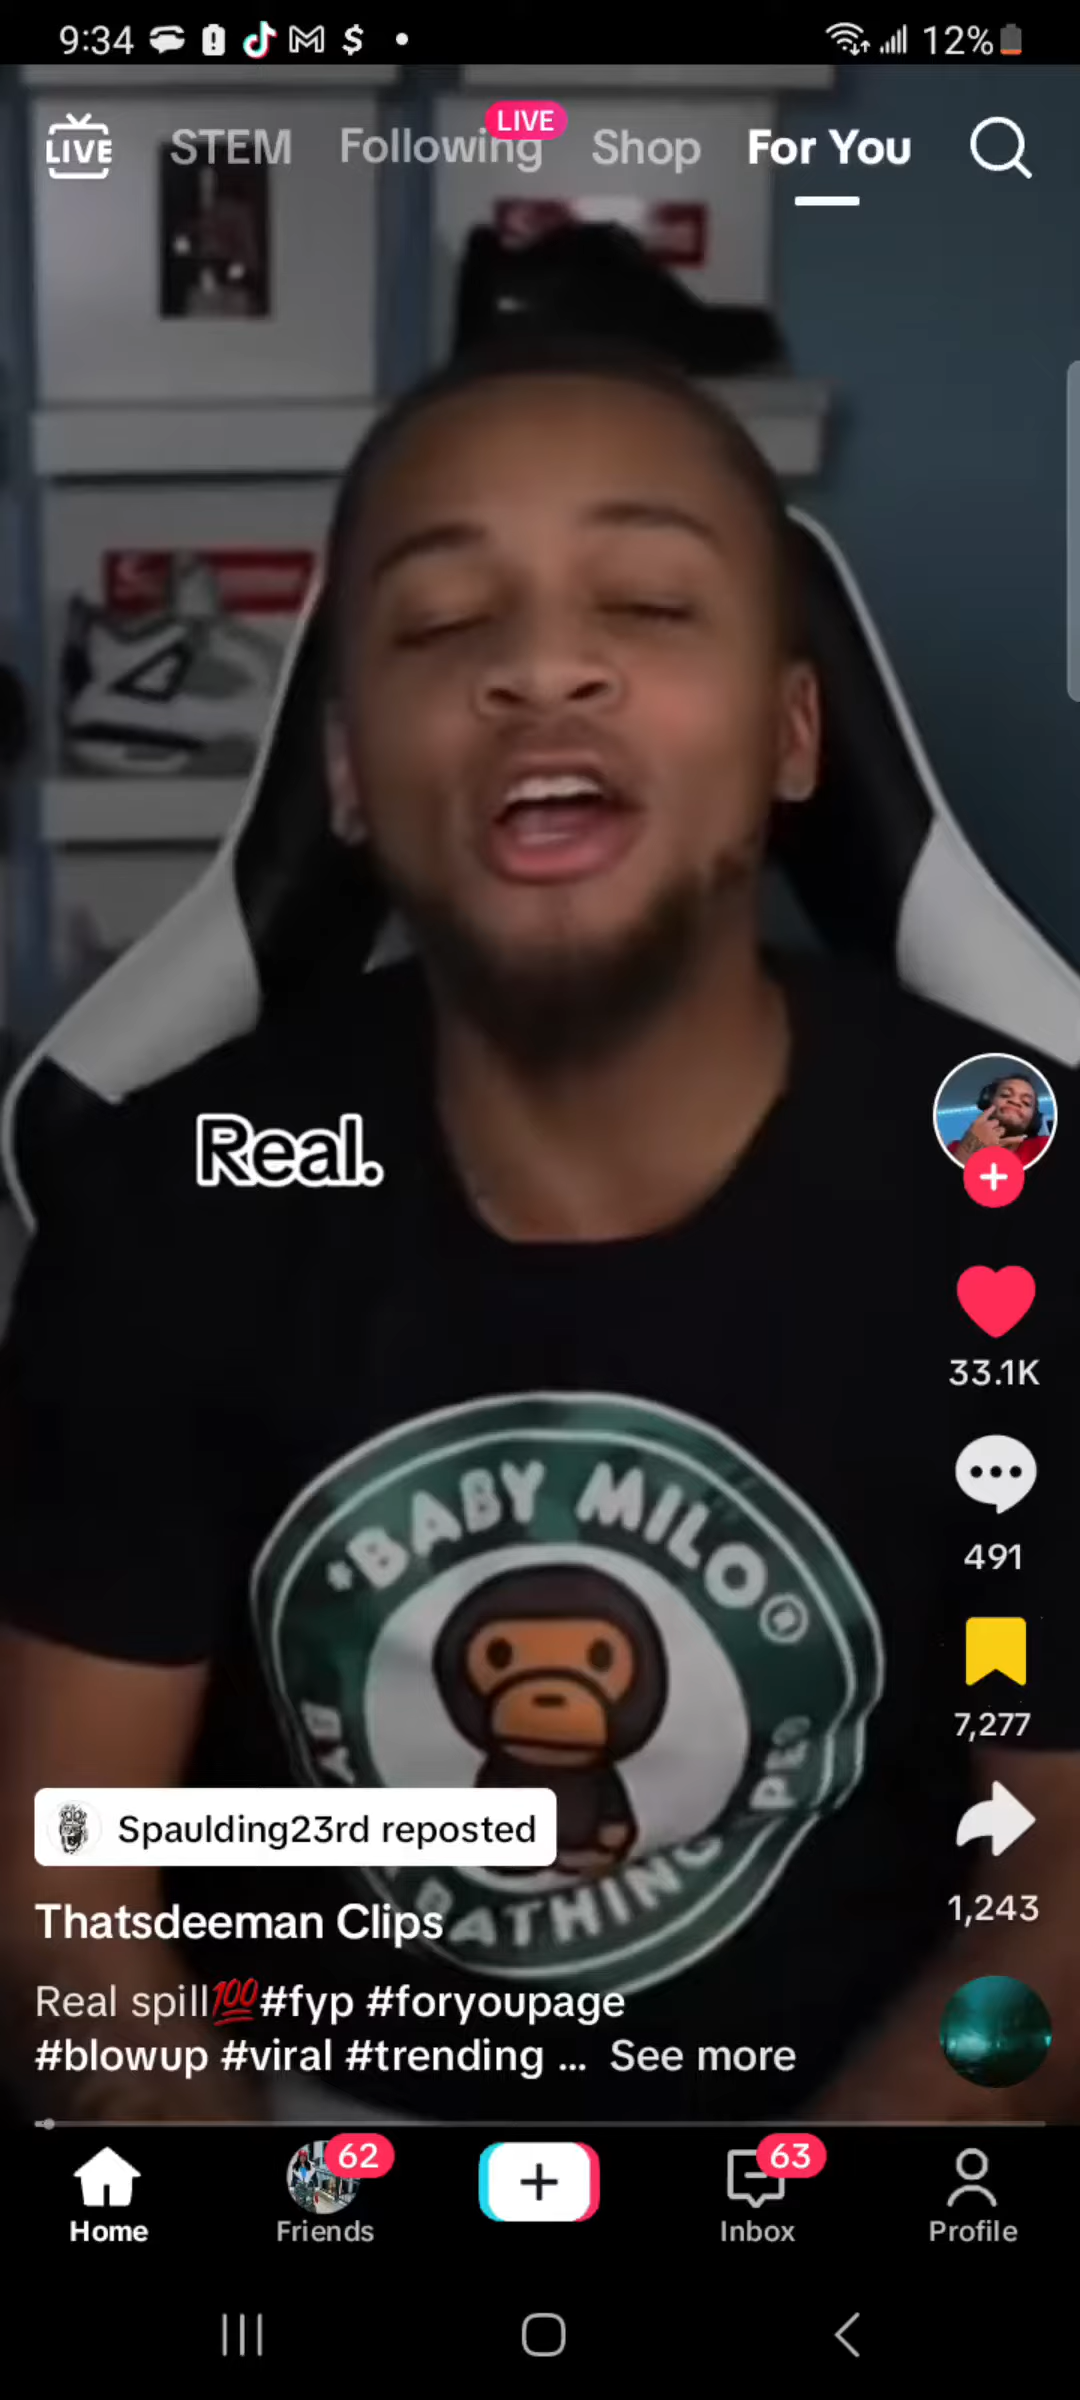 9:34
12%
LIVE
STEM
Following
LIVE
Shop
For You
Real.
33.1K
491
7,277
1,243
*BABY MILO®
BATHING
Spaulding23rd reposted
Thatsdeeman Clips
Real spill💯#fyp #foryoupage
#blowup #viral #trending ... See more
62
63
Home
Friends
Inbox
Profile